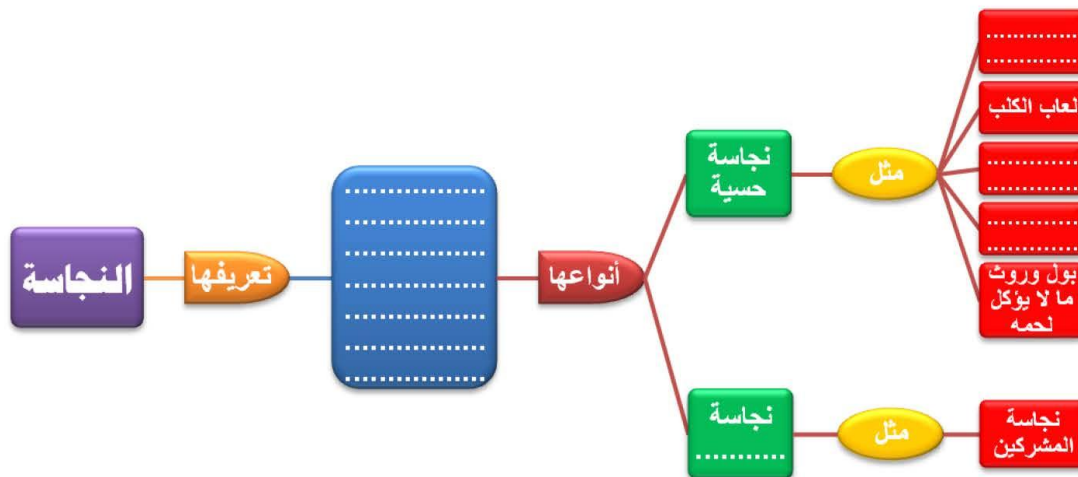 النجاسة
تعريفها
................
................
................
................
................
................
................
أنواعها
نجاسة
حسية
مثل
.............
.............
لعاب الكلب
.............
.............
.............
.............
بول وروث
ما لا يؤكل
لحمه
نجاسة
...........
مثل
نجاسة
المشركين